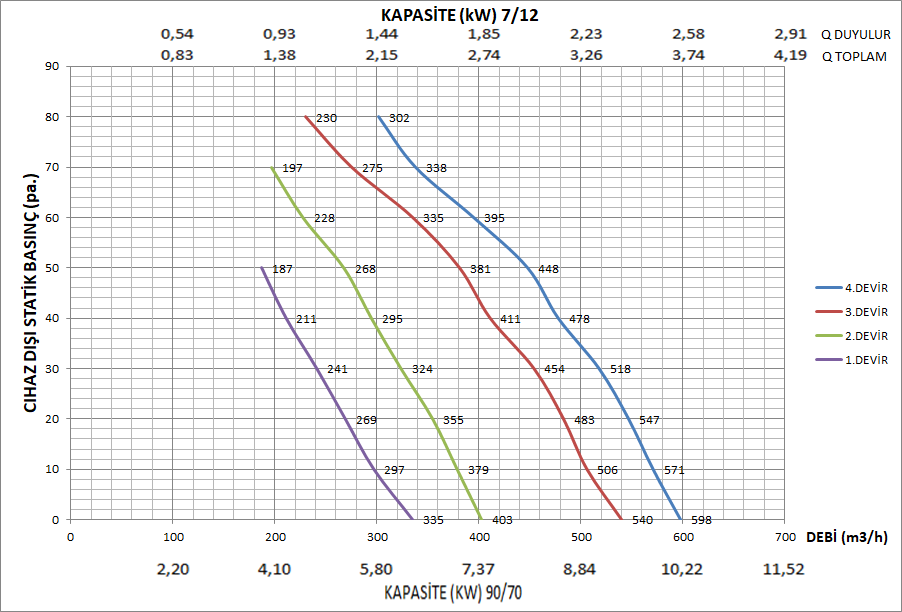 KAPASİTE (kW) 7/12
0,54 0,93 1,44 1,85 2,23 2,58 2,91 Q DUYULUR
0,83 1,38 2,15 2,74 3,26 3,74 4,19 Q TOPLAM
90
80 230 302
70 197 275 338
60 228 335 395
50 187 268 381 448
40 211 295 411 478
30 241 324 454 518
20 269 355 483 547
10 297 379 506 571
0 335 403 540 598
CIHAZ DIŞI STATİK BASINÇ (pa.)
4.DEVİR
3.DEVİR
2.DEVİR
1.DEVİR
0 100 200 300 400 500 600 700 DEBİ (m3/h)
2,20 4,10 5,80 7,37 8,84 10,22 11,52
KAPASİTE (KW) 90/70